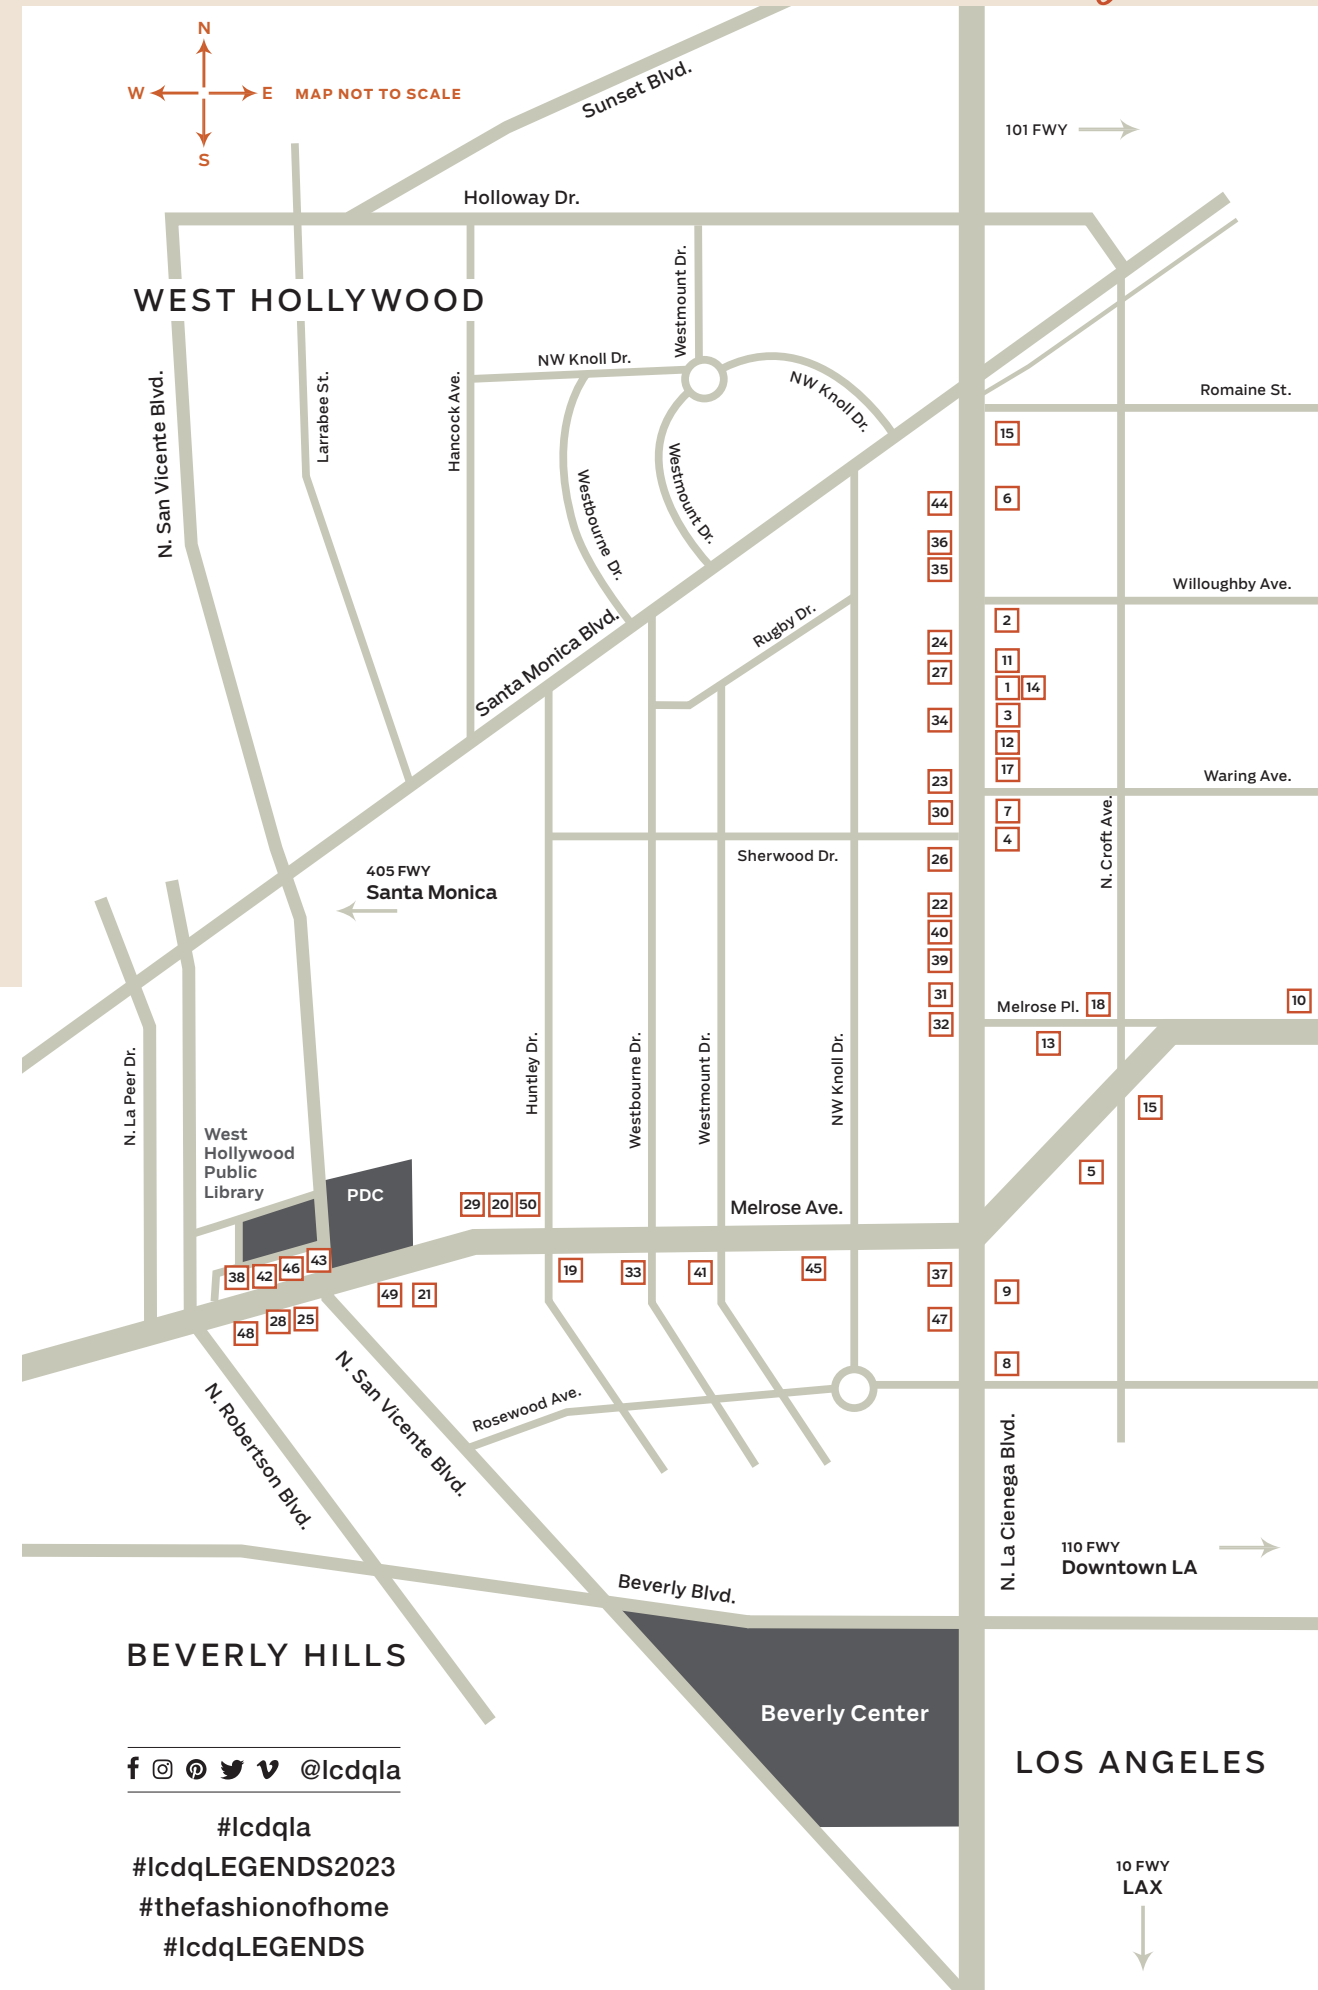 N
W
E
MAP NOT TO SCALE
S
Sunset Blvd.
101 FWY
Holloway Dr.
Westmount Dr.
WEST HOLLYWOOD
NW Knoll Dr.
NW Knoll Dr.
N. San Vicente Blvd.
Larrabee St.
Hancock Ave.
Romaine St.
15
Westbourne Dr.
Westmount Dr.
44
6
36
35
Willoughby Ave.
Santa Monica Blvd.
Rugby Dr.
2
24
11
27
1
14
34
3
12
17
Waring Ave.
23
30
7
4
N. Croft Ave.
Sherwood Dr.
26
405 FWY
Santa Monica
22
40
39
31
32
Melrose Pl.
18
10
13
N. La Peer Dr.
Huntley Dr.
Westbourne Dr.
Westmount Dr.
NW Knoll Dr.
15
5
West
Hollywood
Public
Library
PDC
29
20
50
Melrose Ave.
38
42
46
43
19
33
41
45
37
9
49
21
48
28
25
47
8
N. Robertson Blvd.
N. San Vicente Blvd.
Rosewood Ave.
N. La Cienega Blvd.
110 FWY
Downtown LA
Beverly Blvd.
BEVERLY HILLS
Beverly Center
LOS ANGELES
@lcdqla
#lcdqla
#lcdqLEGENDS2023
#thefashionofhome
#lcdqLEGENDS
10 FWY
LAX